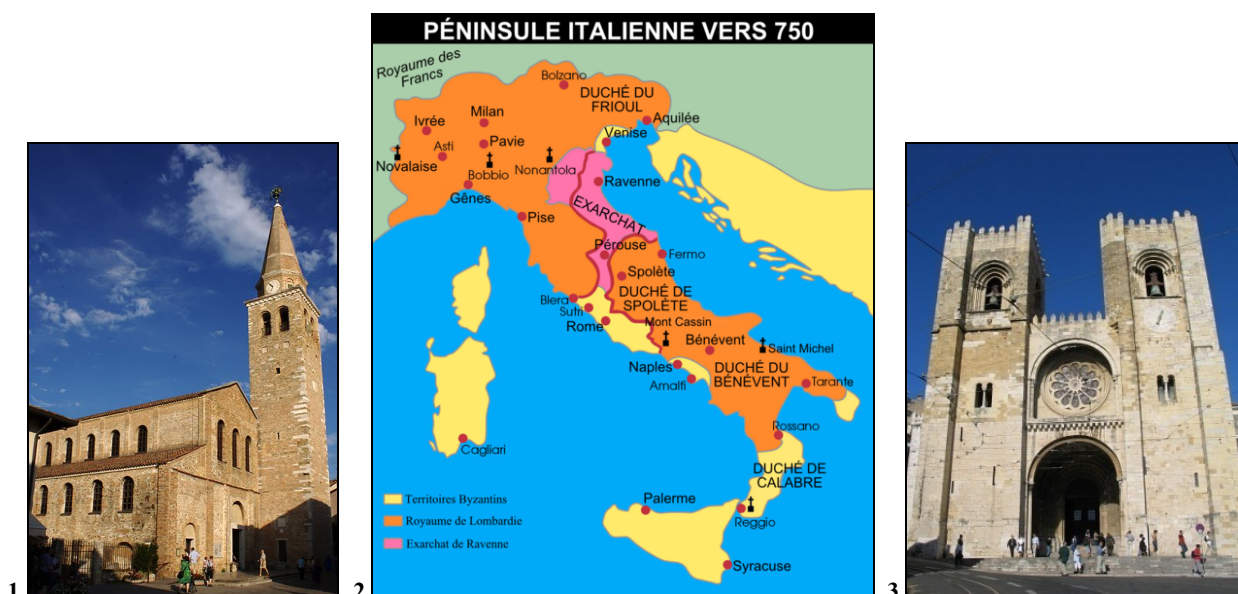 PÉNINSULE ITALIENNE VERS 750
Royaume des
Francs
Bolzano
DUCHÉ DU
FRIOUL
Milan
Ivrée
Aquilée
Venise
Pavie
Asti
Novalaise
Bobbio
Nonantola
Ravenne
Gênes
EXARCHAT
Pise
Pérouse
Fermo
Spolète
DUCHÉ DE
SPOLÈTE
Blera
Sutri
Rome
Mont Cassin
Bénévent
Saint Michel
Naples
DUCHÉ DU
BÉNÉVENT
Amalfi
Tarante
Rossano
Cagliari
DUCHÉ DE
CALABRE
Territoires Byzantins
Palerme
Royaume de Lombardie
Reggio
Exarchat de Ravenne
Syracuse
1
2
3